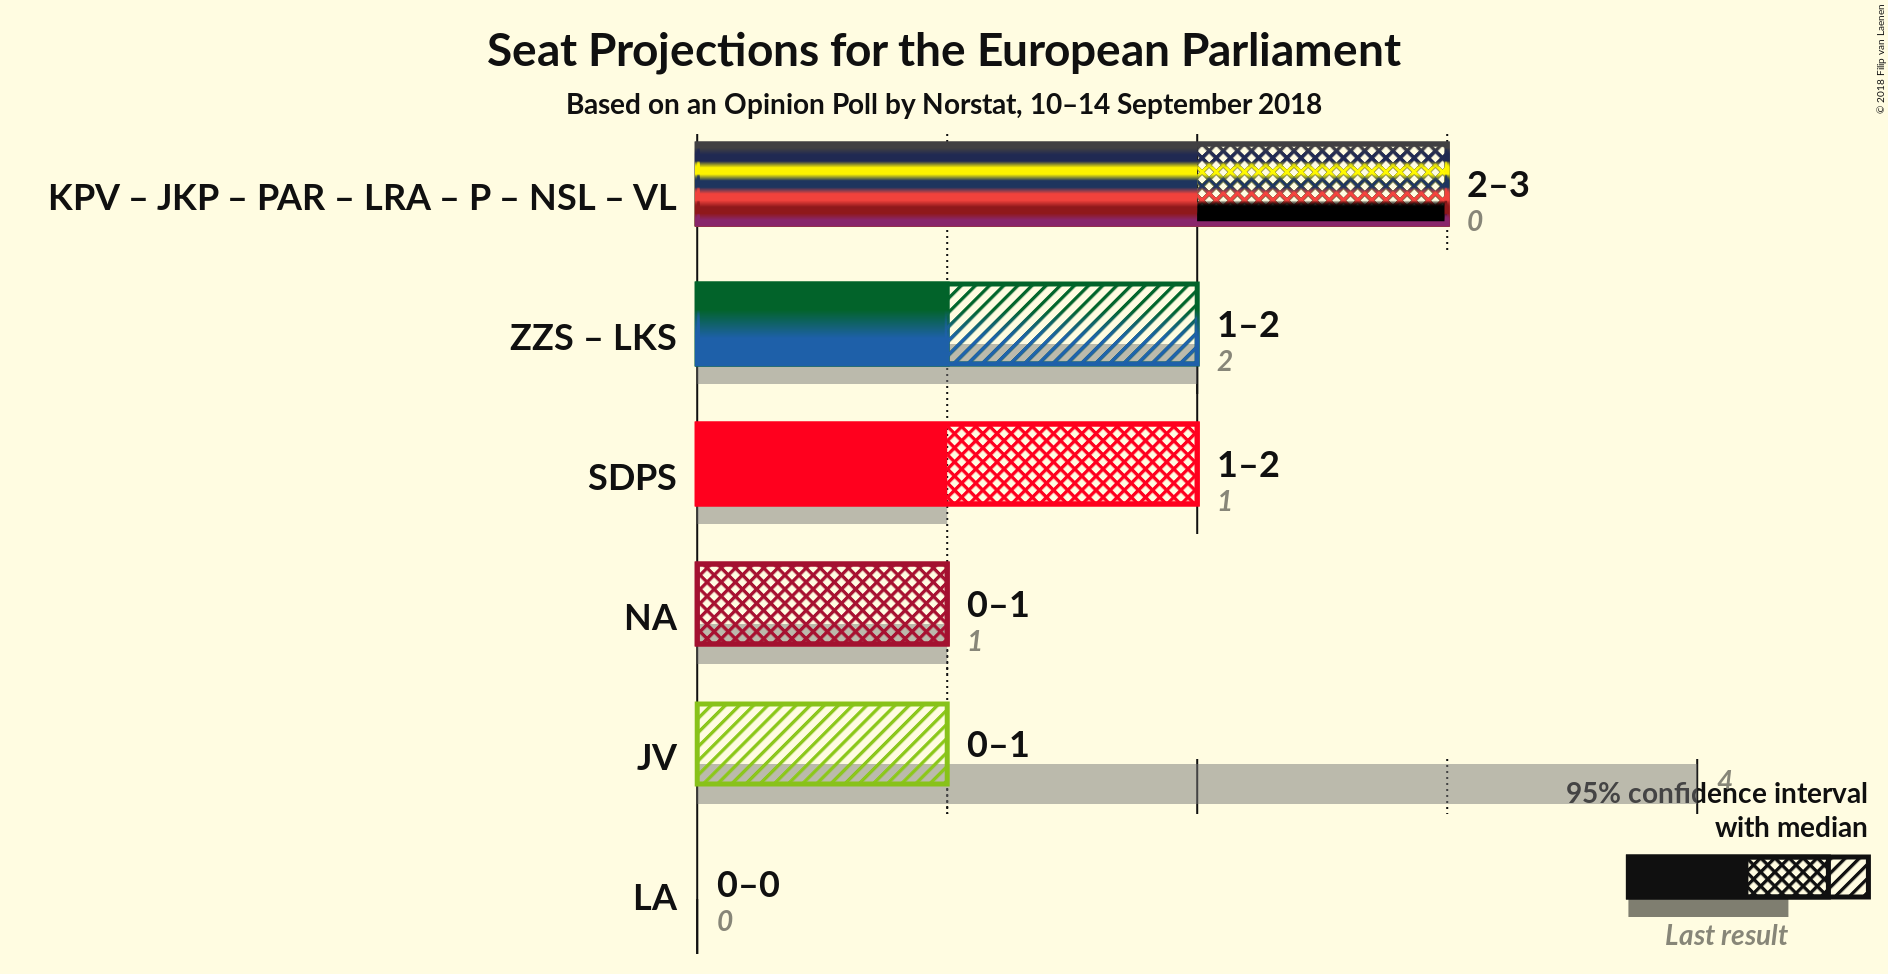 Seat Projections for the European Parliament
Based on an Opinion Poll by Norstat, 10–14 September 2018
© 2018 Filip van Laenen
KPV – JKP – PAR – LRA – P – NSL – VL
2–3
0
ZZS – LKS
1–2
2
SDPS
1–2
1
NA
0–1
1
JV
0–1
4
LA
0–0
0
95% confidence interval
with median
Last result